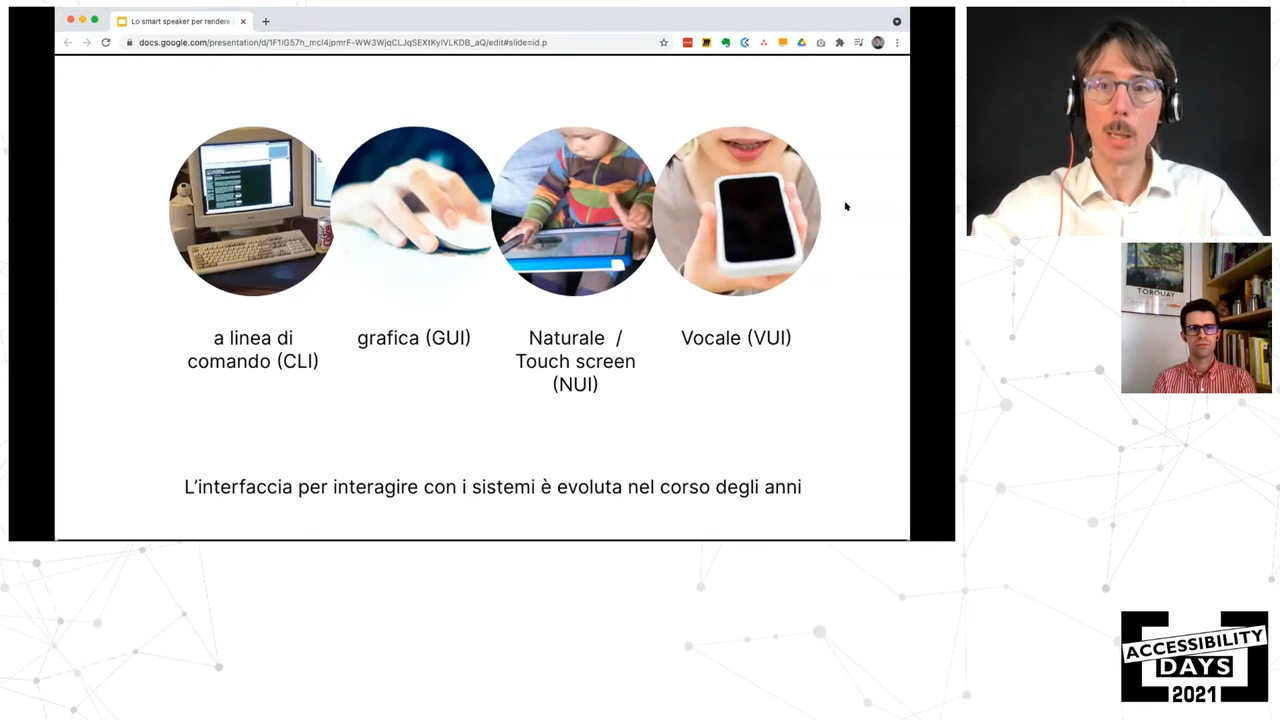 Lo smart speaker per rendere
docs.google.com/presentation/d/1F1IG57h_mcl4jpmrF-WW3WjqCLJqSEXtKylVLKDB_aQ/edit#slide=id.p
a linea di
comando (CLI)
grafica (GUI)
Naturale /
Touch screen
(NUI)
Vocale (VUI)
L'interfaccia per interagire con i sistemi è evoluta nel corso degli anni
TORQUAY
ACCESSIBILITY
DAYS
2021